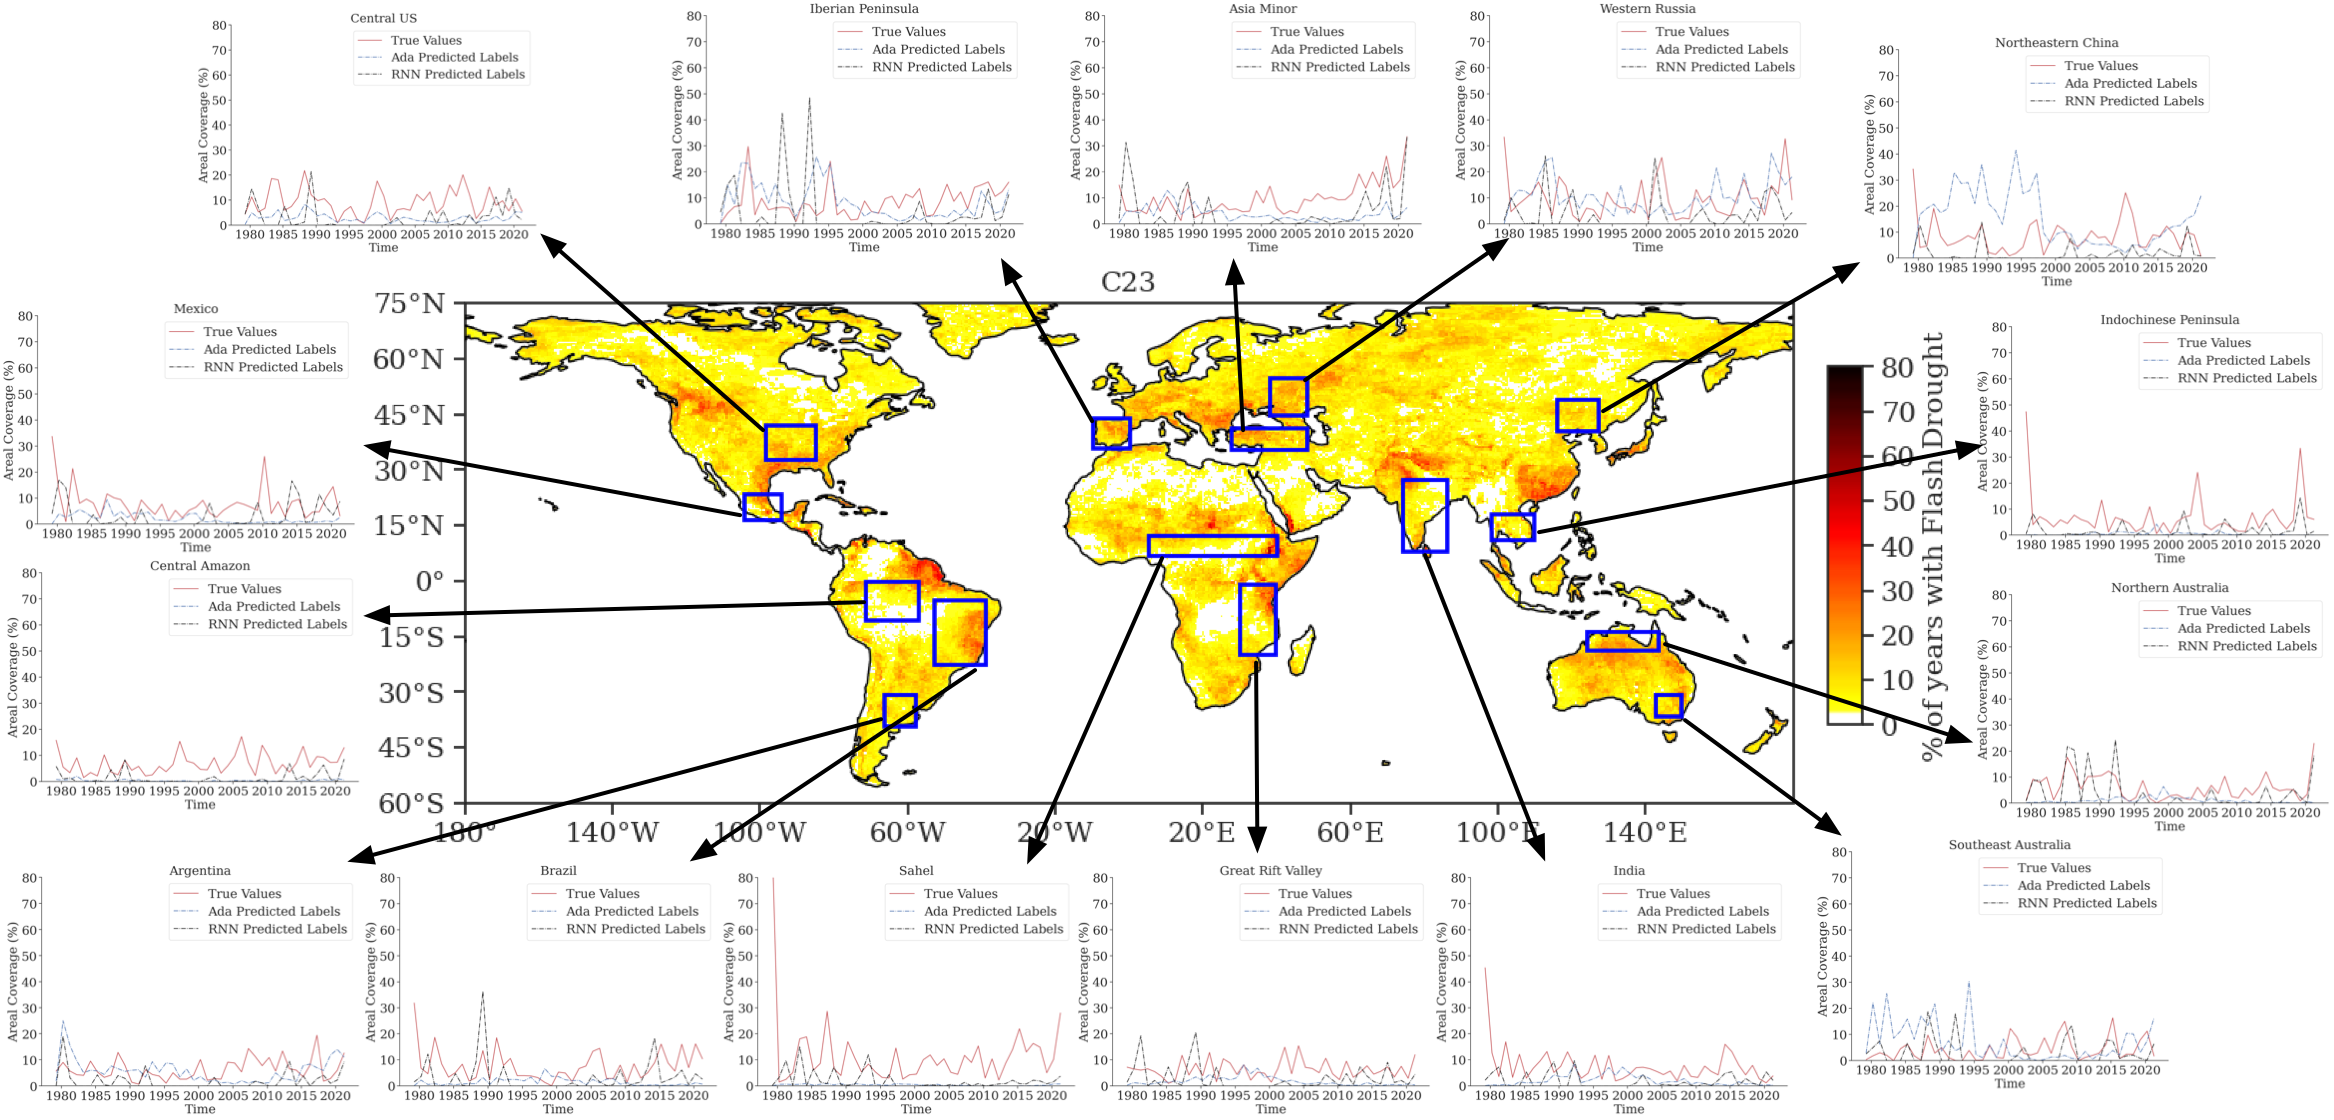 Central US
80
70
60
50
40
30
20
10
0
Areal Coverage (%)
True Values
Ada Predicted Labels
RNN Predicted Labels
1980 1985 1990 1995 2000 2005 2010 2015 2020
Time
Iberian Peninsula
80
70
60
50
40
30
20
10
0
Areal Coverage (%)
True Values
Ada Predicted Labels
RNN Predicted Labels
1980 1985 1990 1995 2000 2005 2010 2015 2020
Time
Asia Minor
80
70
60
50
40
30
20
10
0
Areal Coverage (%)
True Values
Ada Predicted Labels
RNN Predicted Labels
1980 1985 1990 1995 2000 2005 2010 2015 2020
Time
Western Russia
80
70
60
50
40
30
20
10
0
Areal Coverage (%)
True Values
Ada Predicted Labels
RNN Predicted Labels
1980 1985 1990 1995 2000 2005 2010 2015 2020
Time
Northeastern China
80
70
60
50
40
30
20
10
0
Areal Coverage (%)
True Values
Ada Predicted Labels
RNN Predicted Labels
1980 1985 1990 1995 2000 2005 2010 2015 2020
Time
C23
75°N
60°N
45°N
30°N
15°N
0°
15°S
30°S
45°S
60°S
180° 140°W 100°W 60°W 20°W 20°E 60°E 100°E 140°E
80
70
60
50
40
30
20
10
0
% of years with Flash Drought
Mexico
80
70
60
50
40
30
20
10
0
Areal Coverage (%)
True Values
Ada Predicted Labels
RNN Predicted Labels
1980 1985 1990 1995 2000 2005 2010 2015 2020
Time
Indochinese Peninsula
80
70
60
50
40
30
20
10
0
Areal Coverage (%)
True Values
Ada Predicted Labels
RNN Predicted Labels
1980 1985 1990 1995 2000 2005 2010 2015 2020
Time
Central Amazon
80
70
60
50
40
30
20
10
0
Areal Coverage (%)
True Values
Ada Predicted Labels
RNN Predicted Labels
1980 1985 1990 1995 2000 2005 2010 2015 2020
Time
Northern Australia
80
70
60
50
40
30
20
10
0
Areal Coverage (%)
True Values
Ada Predicted Labels
RNN Predicted Labels
1980 1985 1990 1995 2000 2005 2010 2015 2020
Time
Argentina
80
70
60
50
40
30
20
10
0
Areal Coverage (%)
True Values
Ada Predicted Labels
RNN Predicted Labels
1980 1985 1990 1995 2000 2005 2010 2015 2020
Time
Brazil
80
70
60
50
40
30
20
10
0
Areal Coverage (%)
True Values
Ada Predicted Labels
RNN Predicted Labels
1980 1985 1990 1995 2000 2005 2010 2015 2020
Time
Sahel
80
70
60
50
40
30
20
10
0
Areal Coverage (%)
True Values
Ada Predicted Labels
RNN Predicted Labels
1980 1985 1990 1995 2000 2005 2010 2015 2020
Time
Great Rift Valley
80
70
60
50
40
30
20
10
0
Areal Coverage (%)
True Values
Ada Predicted Labels
RNN Predicted Labels
1980 1985 1990 1995 2000 2005 2010 2015 2020
Time
India
80
70
60
50
40
30
20
10
0
Areal Coverage (%)
True Values
Ada Predicted Labels
RNN Predicted Labels
1980 1985 1990 1995 2000 2005 2010 2015 2020
Time
Southeast Australia
80
70
60
50
40
30
20
10
0
Areal Coverage (%)
True Values
Ada Predicted Labels
RNN Predicted Labels
1980 1985 1990 1995 2000 2005 2010 2015 2020
Time